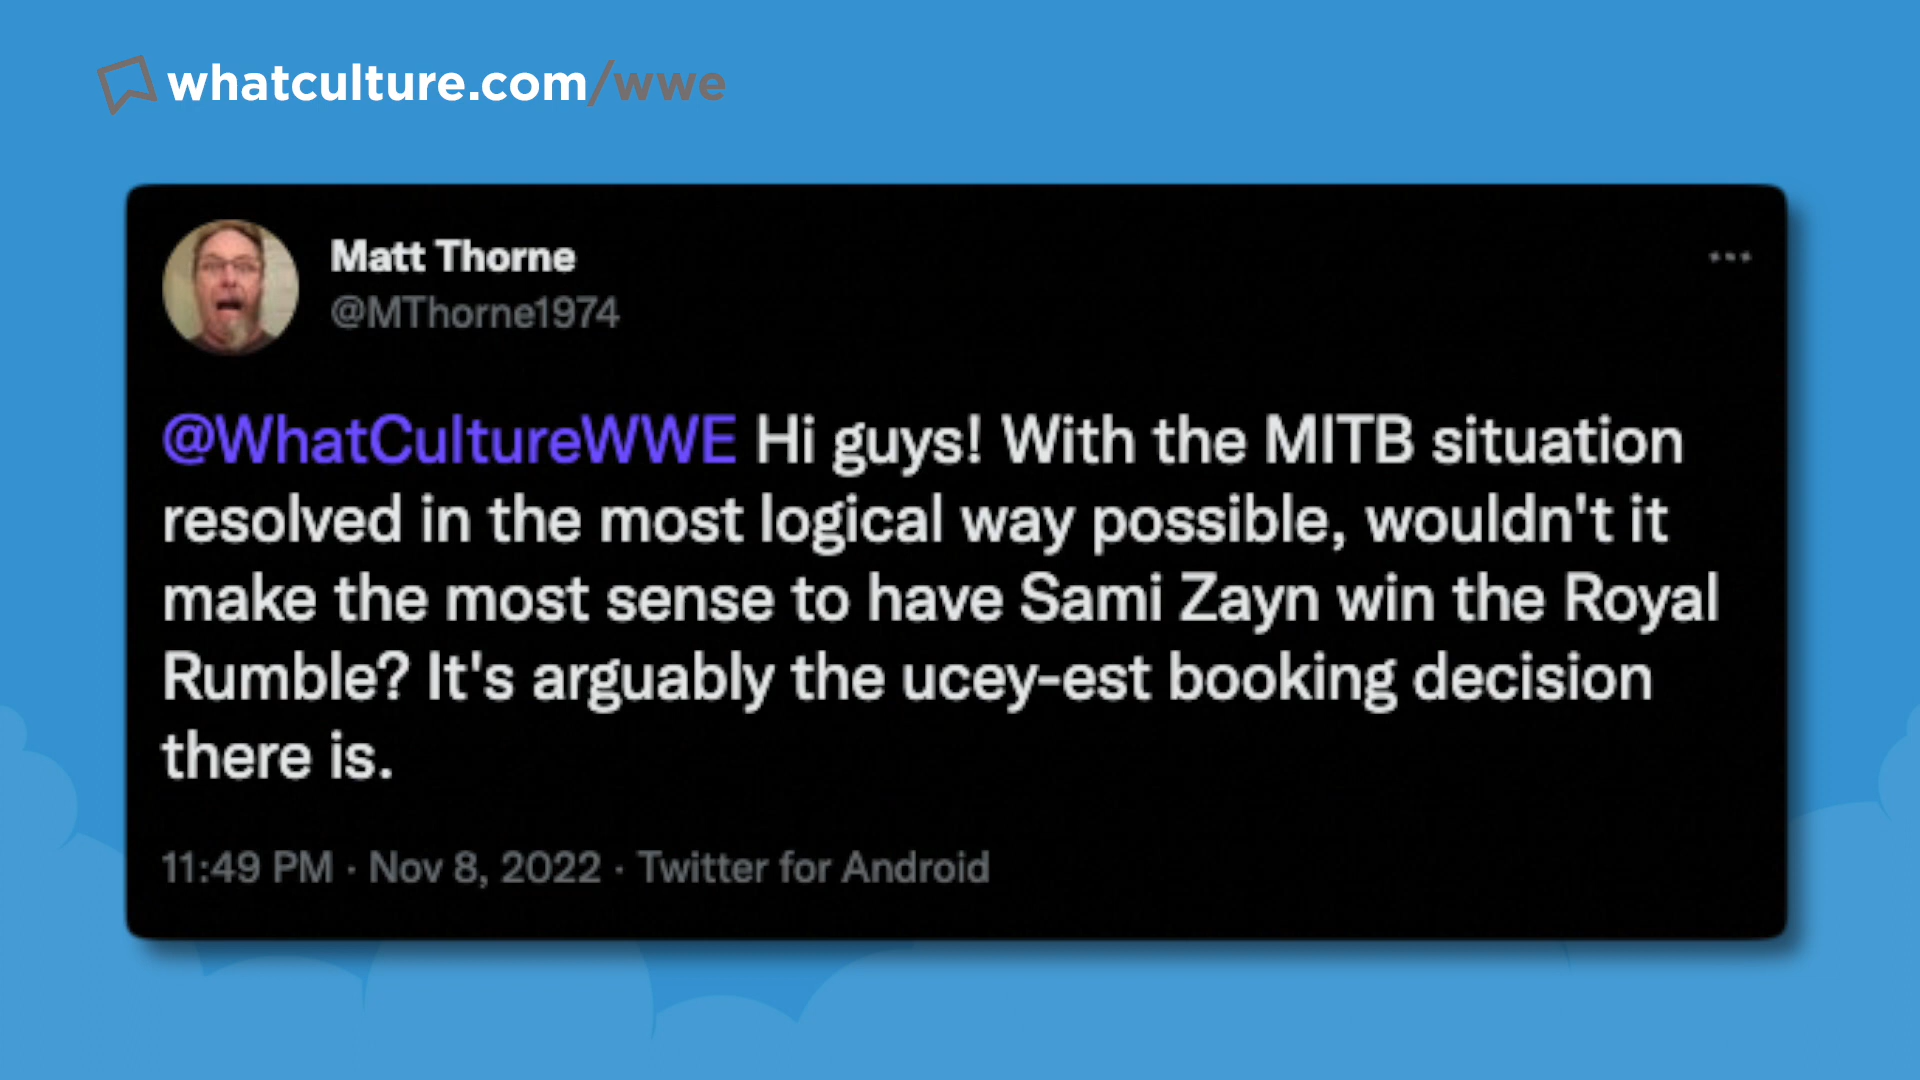 whatculture.com/wwe
Matt Thorne
@MThorne1974
@WhatCultureWWE Hi guys! With the MITB situation
resolved in the most logical way possible, wouldn't it
make the most sense to have Sami Zayn win the Royal
Rumble? It's arguably the ucey-est booking decision
there is.
11:49 PM · Nov 8, 2022 · Twitter for Android